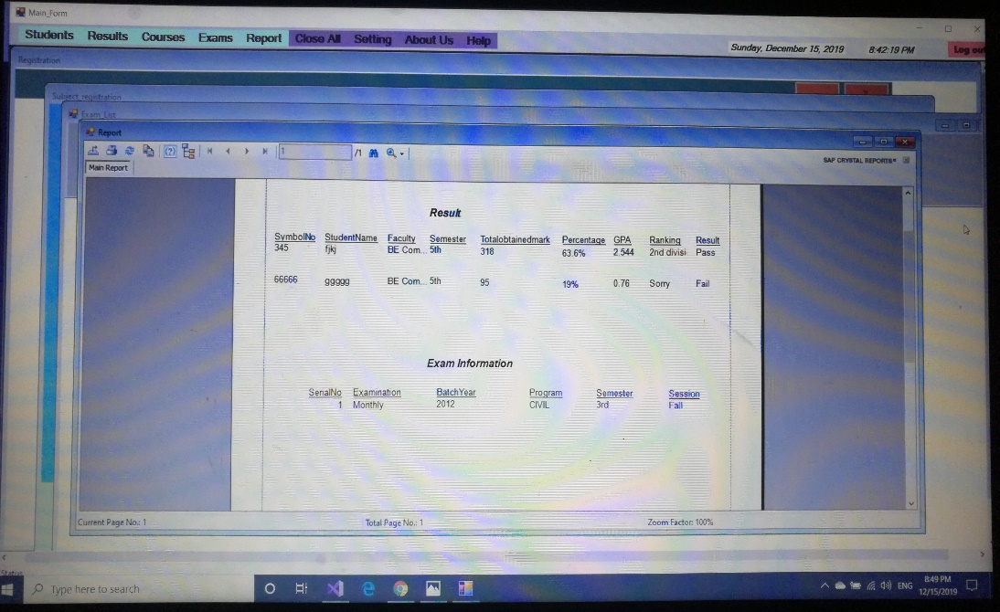 Main_Form
Students Results Courses Exams Report Close All Setting About Us Help
Sunday, December 15, 2019 8:42:19 PM Log out
Registration
Subject_registration
Exam_List
Report
1 /1
SAP CRYSTAL REPORTS®
Main Report
Result
SymbolNo StudentName Faculty Semester Totalobtainedmark Percentage GPA Ranking Result
345 fjkj BE Com... 5th 318 63.6% 2.544 2nd divisi Pass
66666 ggggg BE Com... 5th 95 19% 0.76 Sorry Fail
Exam Information
SerialNo Examination BatchYear Program Semester Session
1 Monthly 2012 CIVIL 3rd Fall
Current Page No.: 1 Total Page No.: 1 Zoom Factor: 100%
Status
Type here to search
ENG
8:49 PM
12/15/2019